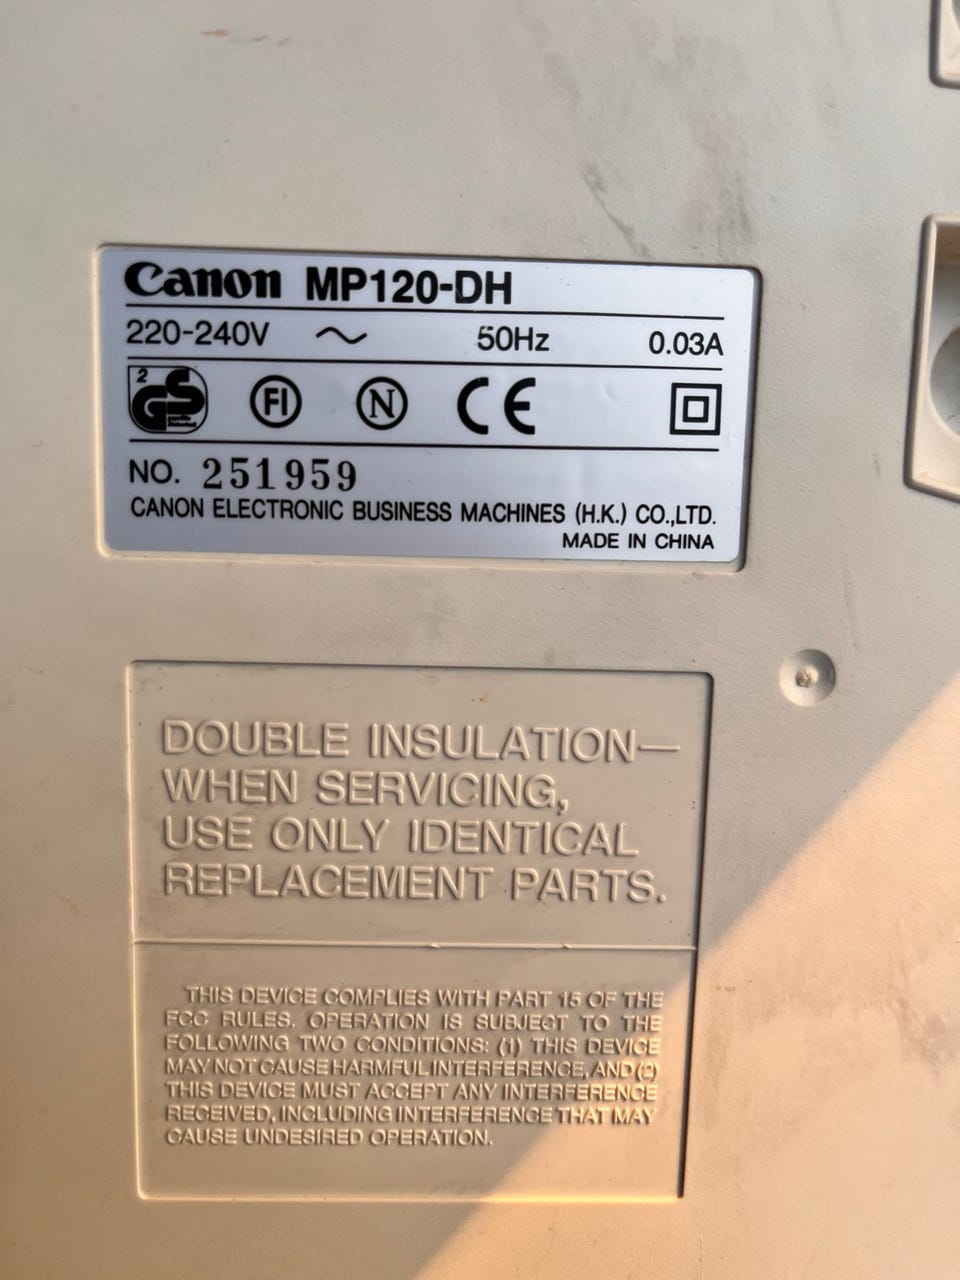 Canon MP120-DH
220-240V ~ 50Hz 0.03A
2 GS FI N CE
NO. 251959
CANON ELECTRONIC BUSINESS MACHINES (H.K.) CO.,LTD.
MADE IN CHINA
DOUBLE INSULATION—
WHEN SERVICING,
USE ONLY IDENTICAL
REPLACEMENT PARTS.
THIS DEVICE COMPLIES WITH PART 15 OF THE
FCC RULES. OPERATION IS SUBJECT TO THE
FOLLOWING TWO CONDITIONS: (1) THIS DEVICE
MAY NOT CAUSE HARMFUL INTERFERENCE, AND (2)
THIS DEVICE MUST ACCEPT ANY INTERFERENCE
RECEIVED, INCLUDING INTERFERENCE THAT MAY
CAUSE UNDESIRED OPERATION.